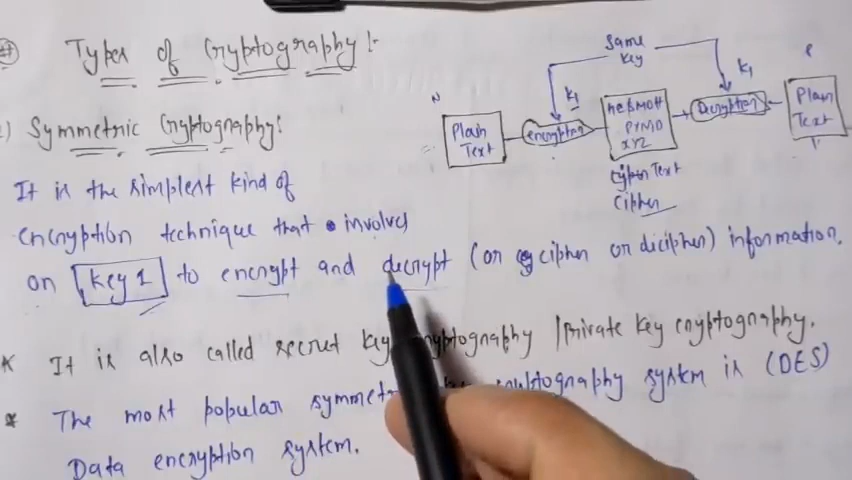 Types of Cryptography:-
Symmetric Cryptography:
It is the simplest kind of
encryption technique that involves
on key 1 to encrypt and decrypt (or cipher or dicipher) information.
* It is also called secret key cryptography / Private key cryptography.
* The most popular symmetric cryptography system is (DES)
Data encryption system.
Same
key
K1
K1
Plain
Text
encryption
XYZ
Decryption
Plain
Text
Text
Cipher